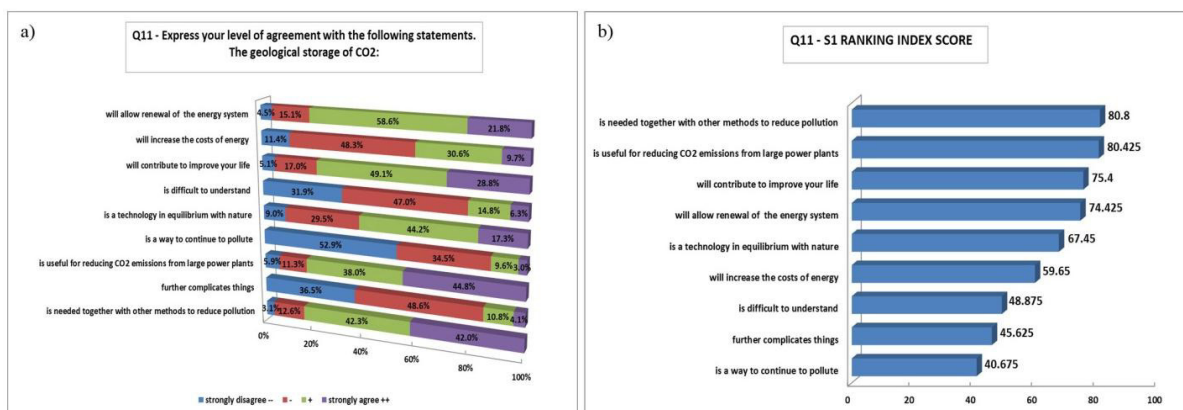 a)
Q11 - Express your level of agreement with the following statements.
The geological storage of CO2:
will allow renewal of the energy system
4.5% 15.1% 58.6% 21.8%
will increase the costs of energy
11.4% 48.3% 30.6% 9.7%
will contribute to improve your life
5.1% 17.0% 49.1% 28.8%
is difficult to understand
31.9% 47.0% 14.8% 6.3%
is a technology in equilibrium with nature
9.0% 29.5% 44.2% 17.3%
is a way to continue to pollute
52.9% 34.5% 9.6% 3.0%
is useful for reducing CO2 emissions from large power plants
5.9% 11.3% 38.0% 44.8%
further complicates things
36.5% 48.6% 10.8% 4.1%
is needed together with other methods to reduce pollution
3.1% 12.6% 42.3% 42.0%
0% 20% 40% 60% 80% 100%
strongly disagree -- - + strongly agree ++
b)
Q11 - S1 RANKING INDEX SCORE
is needed together with other methods to reduce pollution 80.8
is useful for reducing CO2 emissions from large power plants 80.425
will contribute to improve your life 75.4
will allow renewal of the energy system 74.425
is a technology in equilibrium with nature 67.45
will increase the costs of energy 59.65
is difficult to understand 48.875
further complicates things 45.625
is a way to continue to pollute 40.675
0 20 40 60 80 100